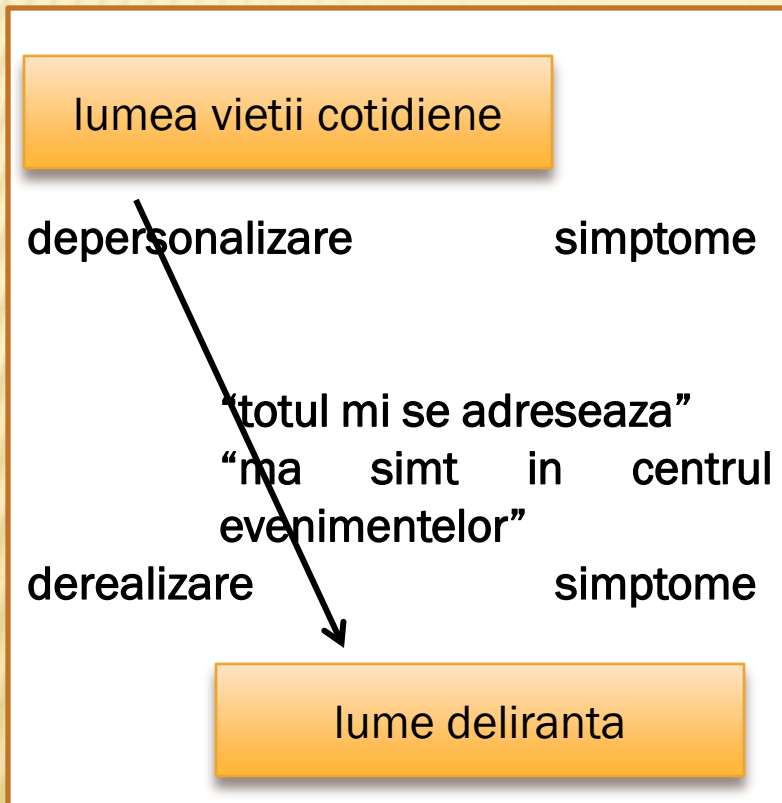 lumea vietii cotidiene
depersonalizare simptome
“totul mi se adreseaza”
“ma simt in centrul
evenimentelor”
derealizare simptome
lume deliranta